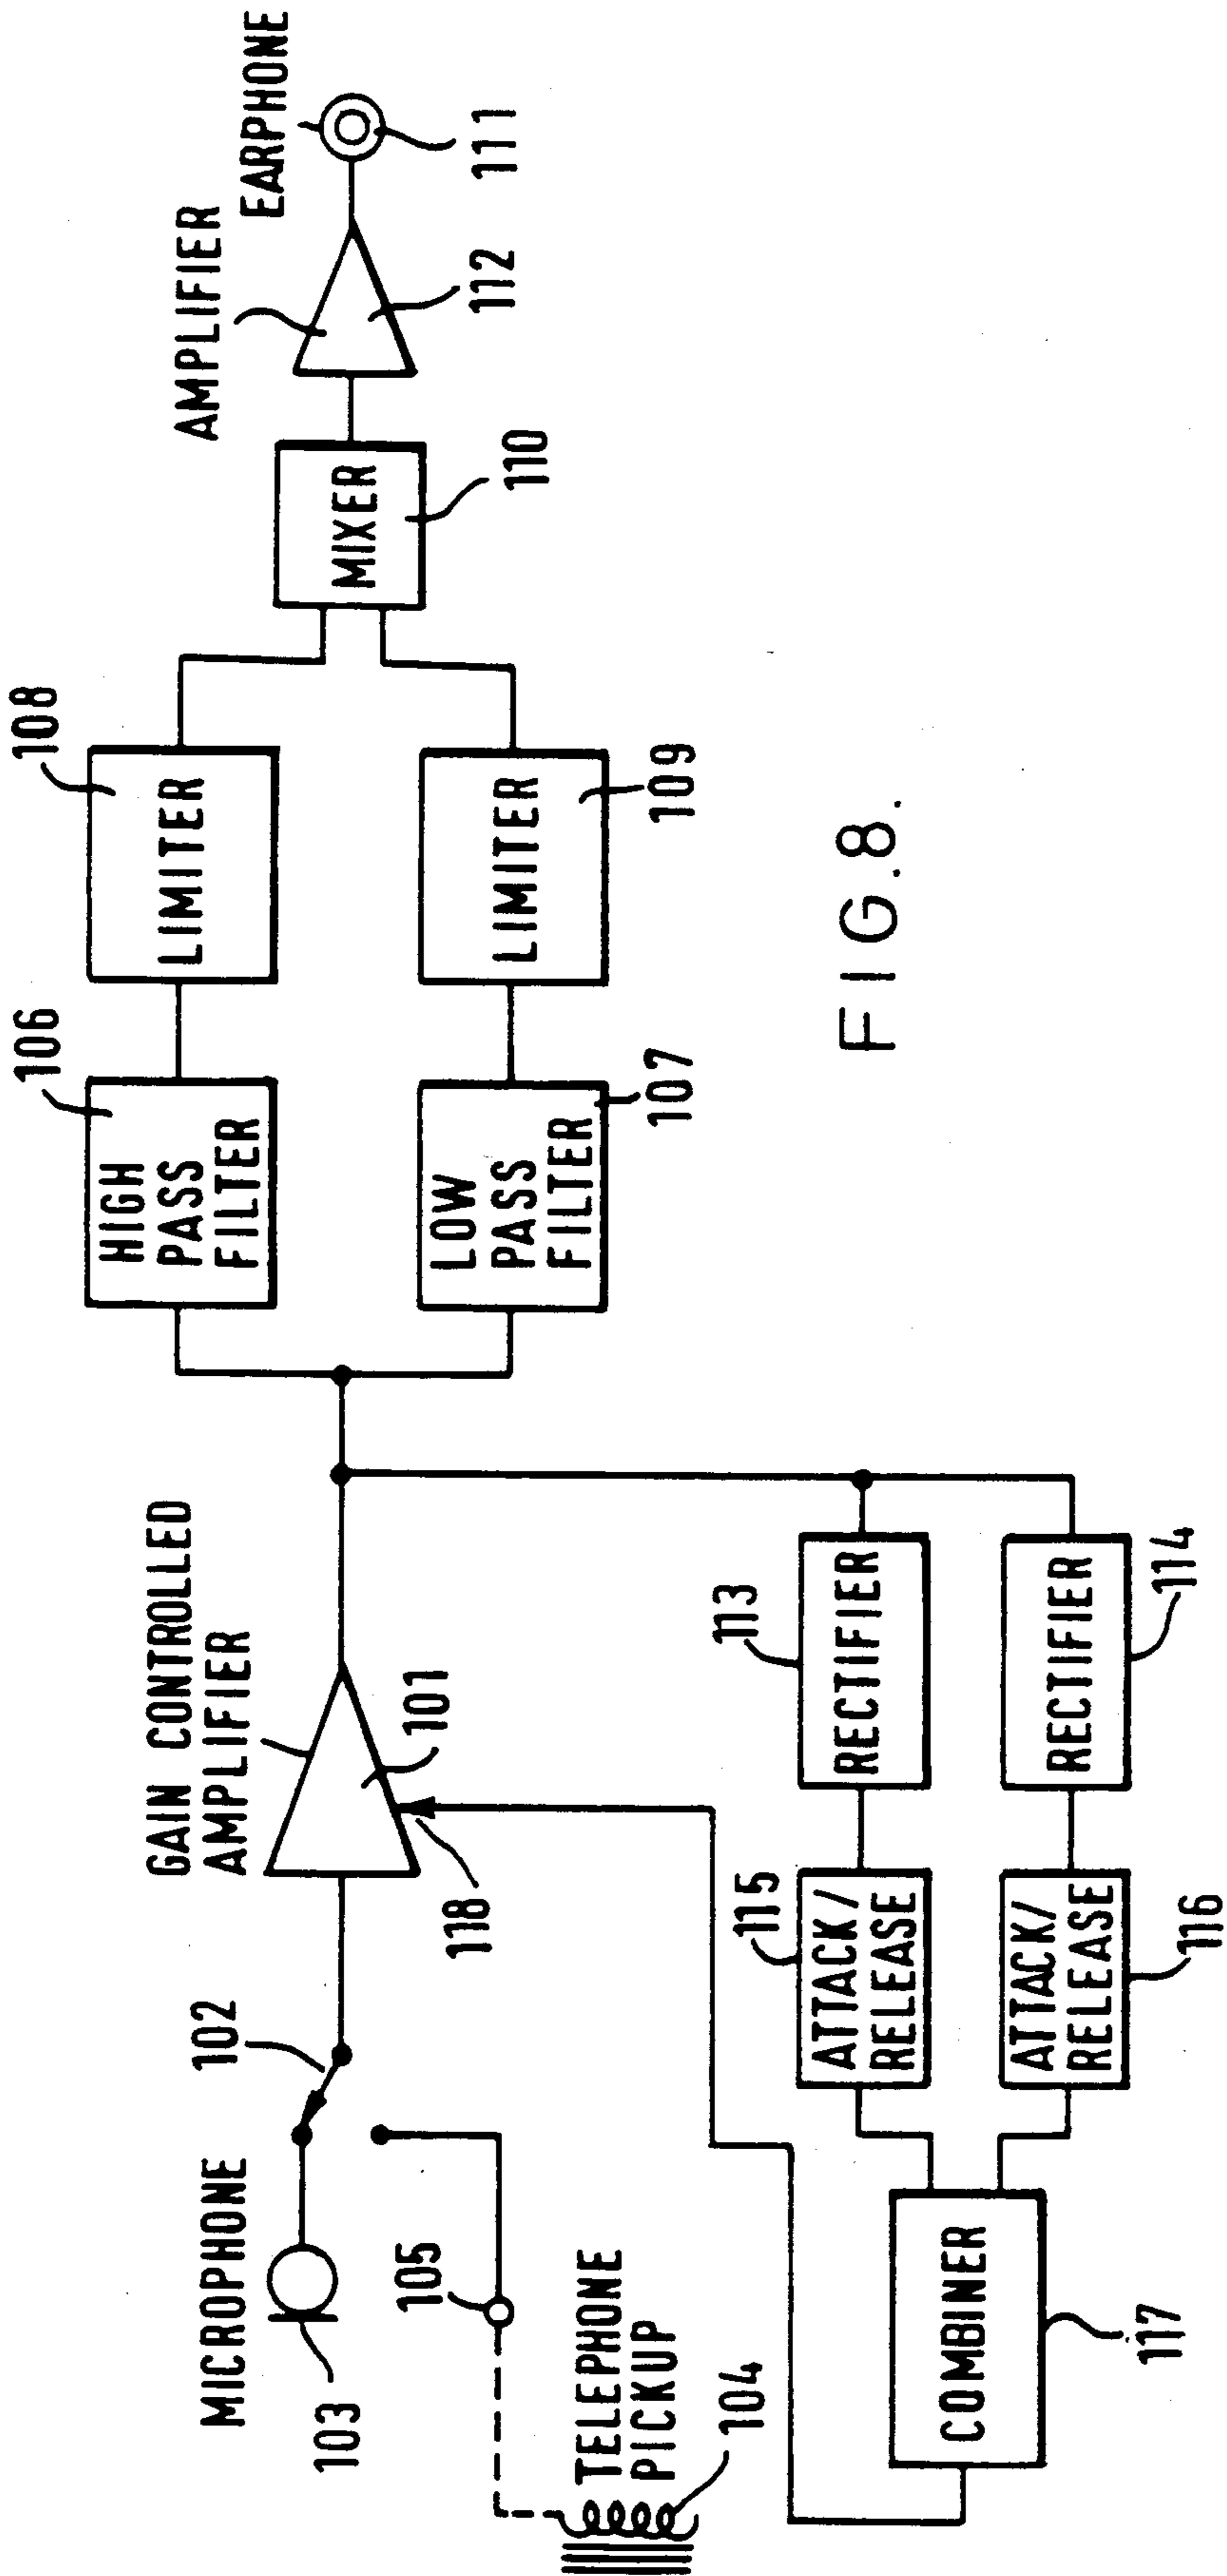 MICROPHONE
103
102
105
TELEPHONE
PICKUP
104
GAIN CONTROLLED
AMPLIFIER
101
118
HIGH
PASS
FILTER
106
LOW
PASS
FILTER
107
LIMITER
108
LIMITER
109
MIXER
110
AMPLIFIER
112
EARPHONE
111
RECTIFIER
113
RECTIFIER
114
ATTACK/
RELEASE
115
ATTACK/
RELEASE
116
COMBINER
117
FIG.8.